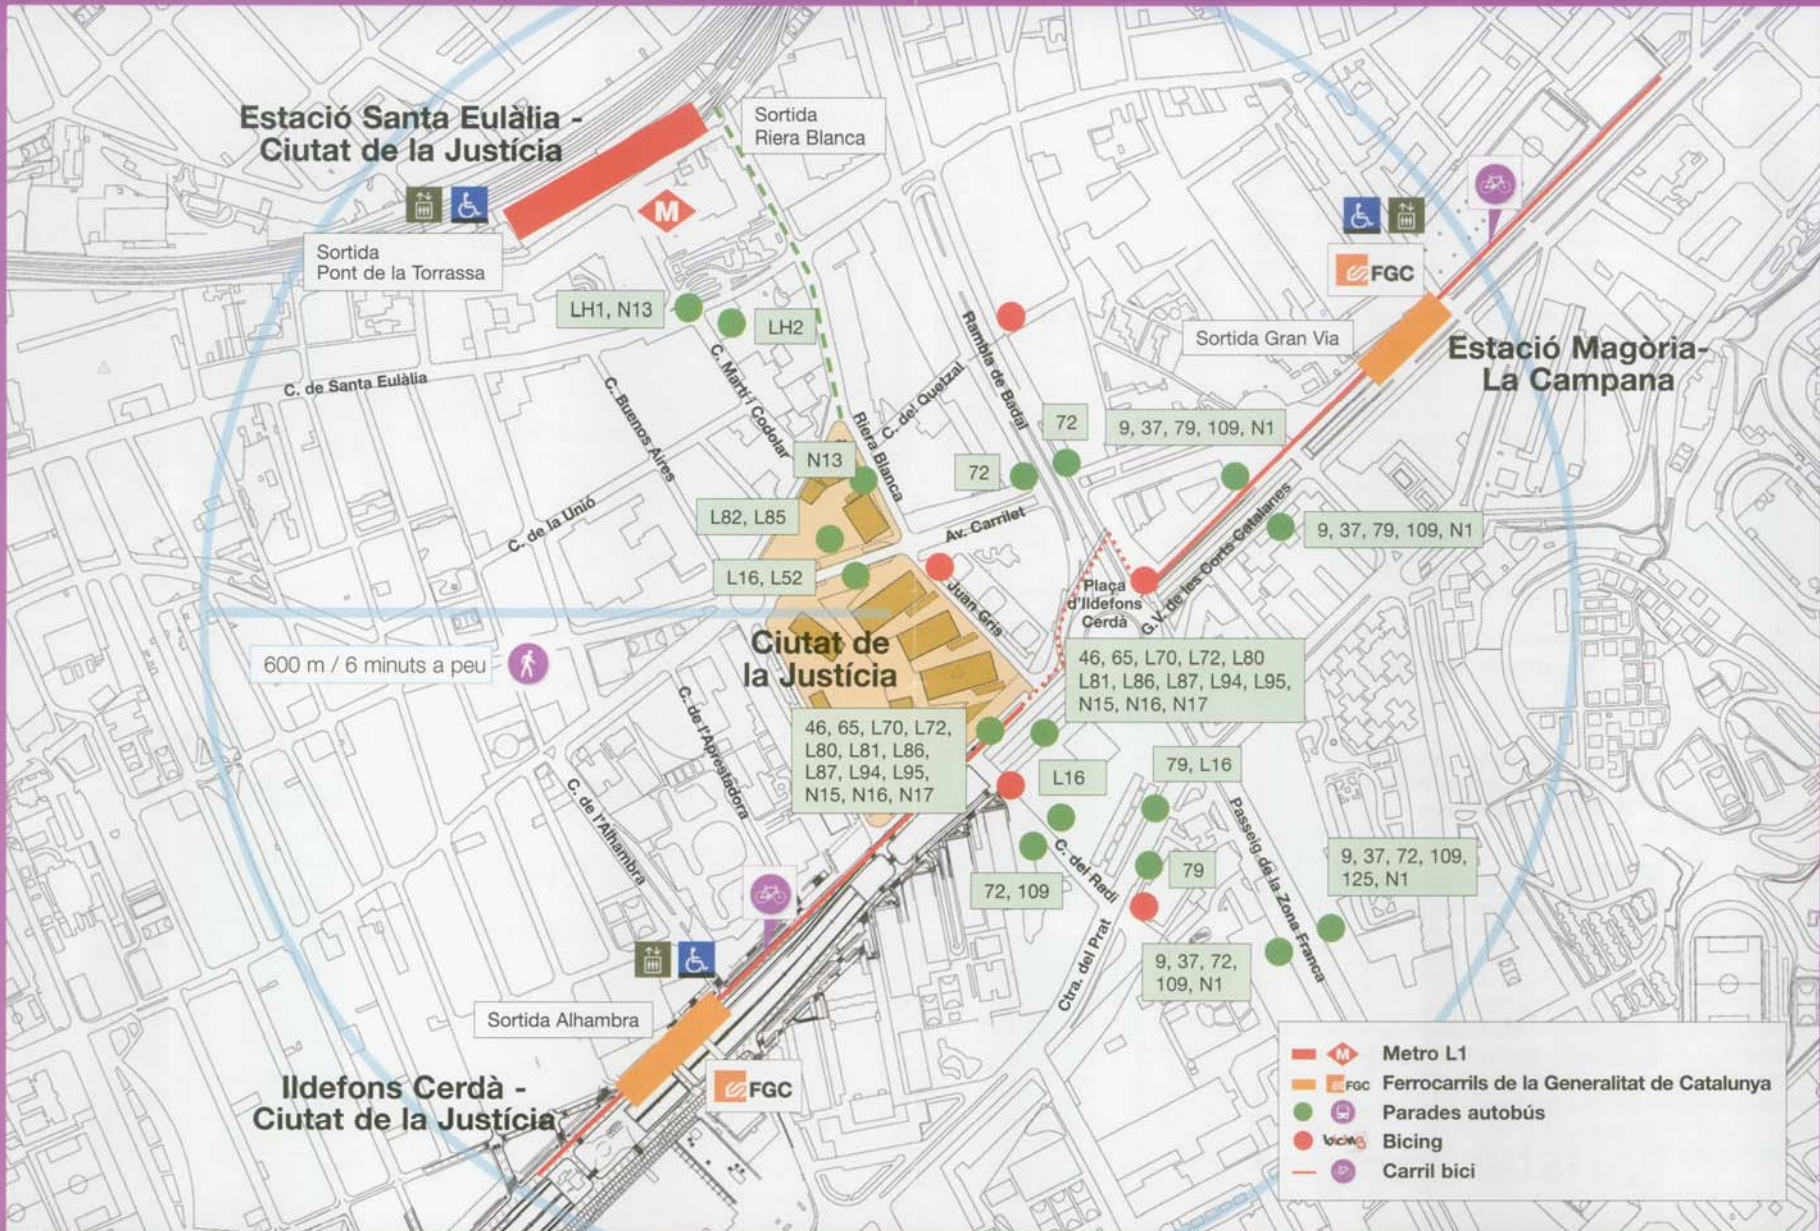 Estació Santa Eulàlia -
Ciutat de la Justícia
Sortida
Riera Blanca
M
Sortida
Pont de la Torrassa
FGC
Sortida Gran Via
Estació Magòria-
La Campana
LH1, N13
LH2
C. de Santa Eulàlia
C. Buenos Aires
C. Martí i Codolar
Riera Blanca
C. del Quetzal
Rambla de Badal
72
72
9, 37, 79, 109, N1
N13
L82, L85
C. de la Unió
L16, L52
Av. Carrilet
9, 37, 79, 109, N1
G.V. de les Corts Catalanes
Plaça
d'Ildefons
Cerdà
Juan Gris
Ciutat de
la Justícia
600 m / 6 minuts a peu
46, 65, L70, L72, L80
L81, L86, L87, L94, L95,
N15, N16, N17
46, 65, L70, L72,
L80, L81, L86,
L87, L94, L95,
N15, N16, N17
C. de l'Aprestadora
C. de l'Alhambra
L16
79, L16
72, 109
C. del Radi
79
Passeig de la Zona Franca
9, 37, 72, 109,
125, N1
Ctra. del Prat
9, 37, 72,
109, N1
Sortida Alhambra
FGC
Ildefons Cerdà -
Ciutat de la Justícia
M Metro L1
FGC Ferrocarrils de la Generalitat de Catalunya
Parades autobús
bicing Bicing
Carril bici